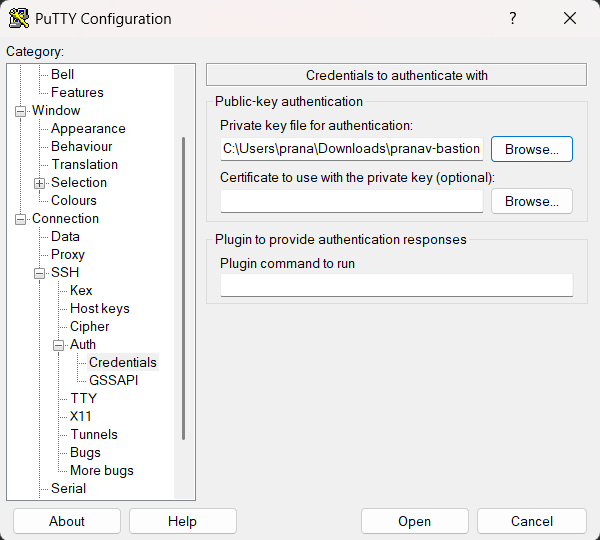 PuTTY Configuration
?
Category:
Bell
Features
Window
Appearance
Behaviour
Translation
Selection
Colours
Connection
Data
Proxy
SSH
Kex
Host keys
Cipher
Auth
Credentials
GSSAPI
TTY
X11
Tunnels
Bugs
More bugs
Serial
Credentials to authenticate with
Public-key authentication
Private key file for authentication:
C:\Users\prana\Downloads\pranav-bastion Browse...
Certificate to use with the private key (optional):
Browse...
Plugin to provide authentication responses
Plugin command to run
About Help Open Cancel